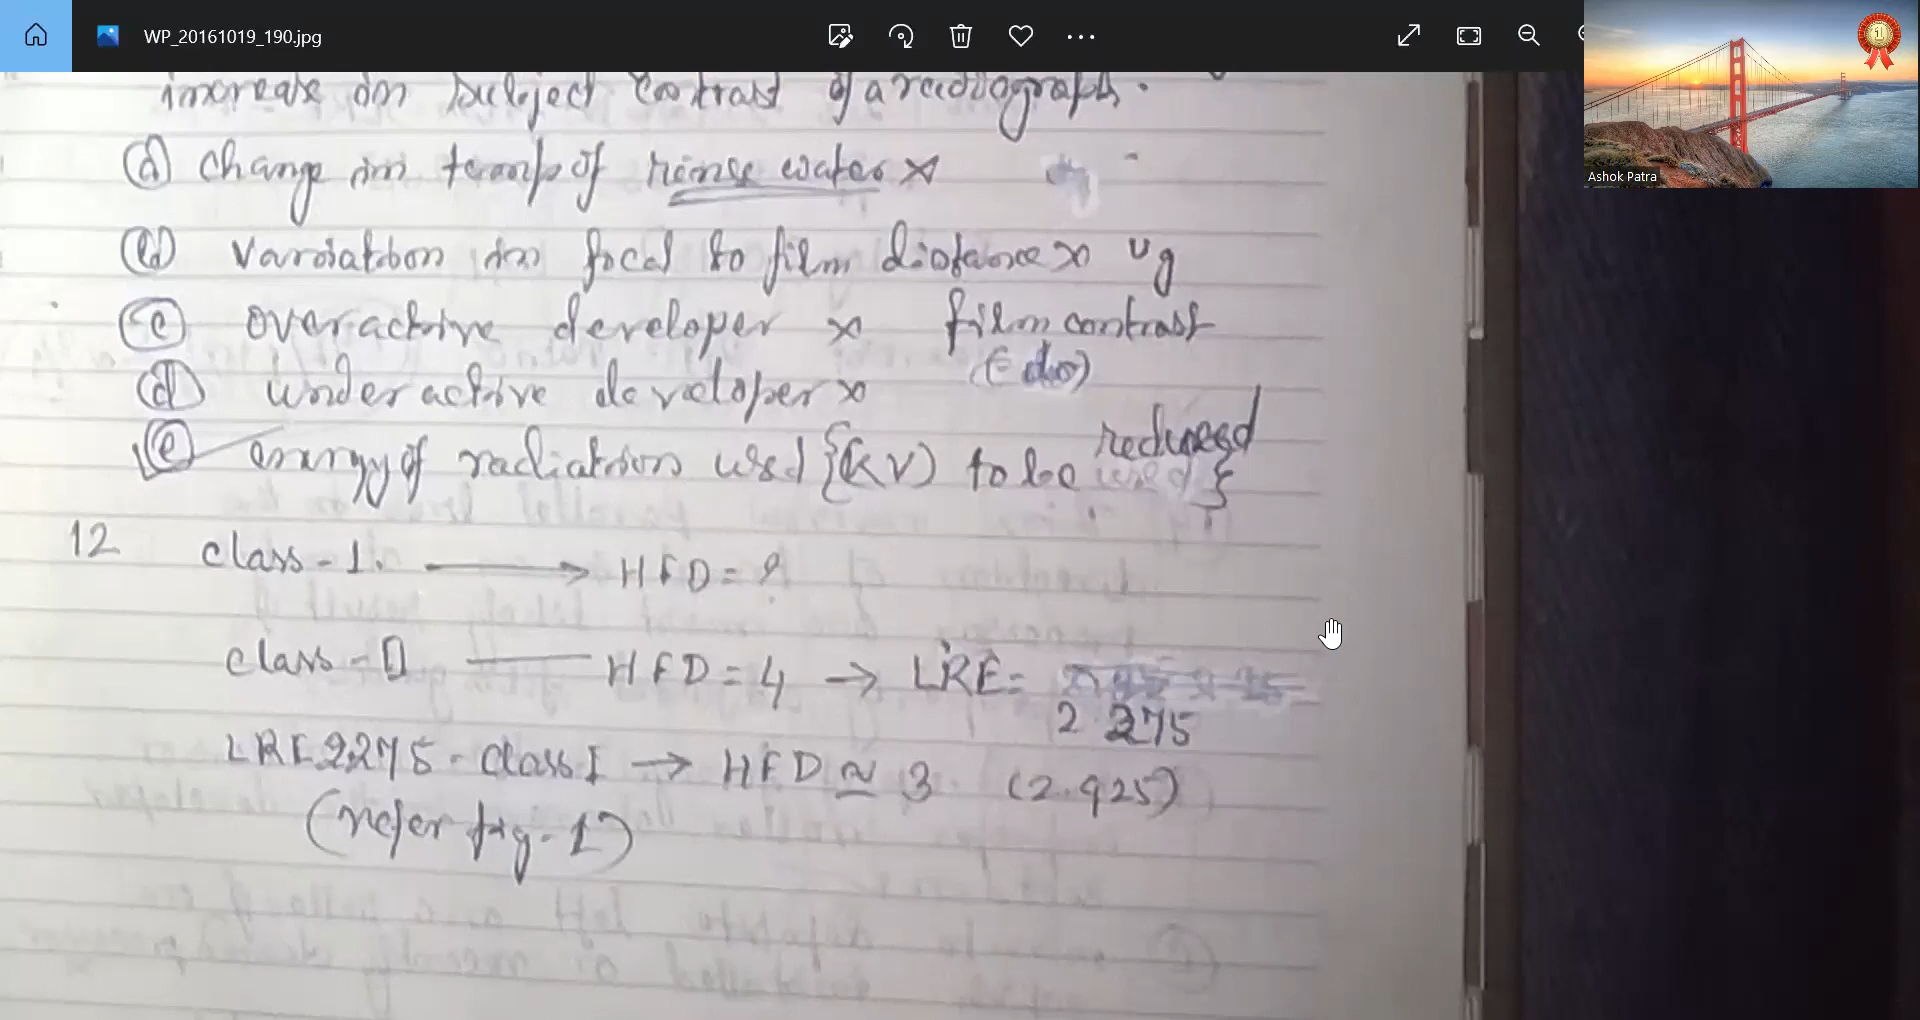 WP_20161019_190.jpg
Ashok Patra
increase in subject contrast of a radiograph.
(a) change in temp of rinse water x
(b) variation in focal to film distance x ug
(c) overactive developer x film contrast
(d) underactive developer x
(e) energy of radiation used {(KV) to be reduced }
12 class-1. → HFD = ?
class-II — HFD = 4 → LRE =
2.275
LRE 2.275 - Class I → HFD ≃ 3 (2.925)
(refer fig-1)